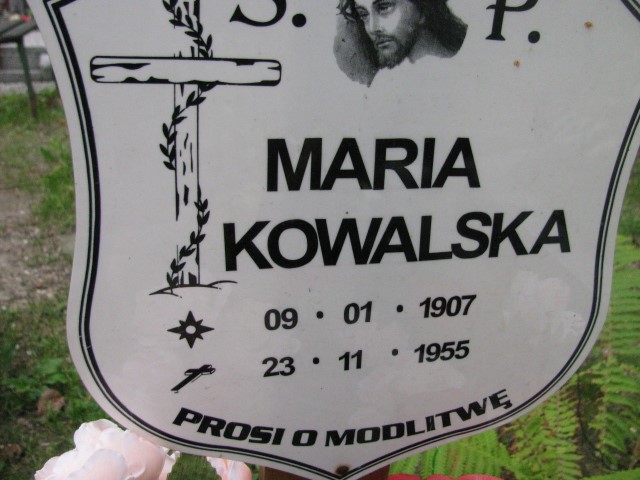 S. P.
MARIA
KOWALSKA
09 • 01 • 1907
23 • 11 • 1955
PROSI O MODLITWĘ